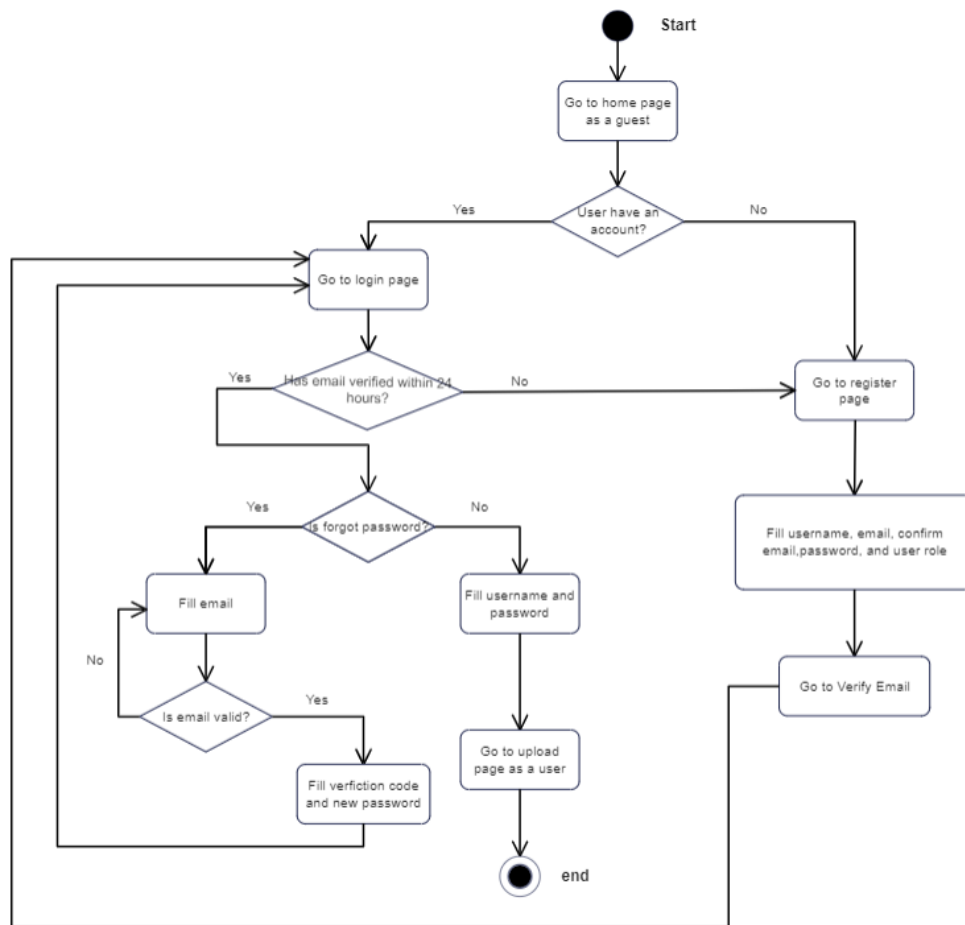 Start
Go to home page
as a guest
User have an
account?
Yes
No
Go to login page
Has email verified within 24
hours?
Yes
No
Go to register
page
Is forgot password?
Yes
No
Fill username, email, confirm
email,password, and user role
Fill email
Fill username and
password
No
Is email valid?
Yes
Go to Verify Email
Fill verfiction code
and new password
Go to upload
page as a user
end